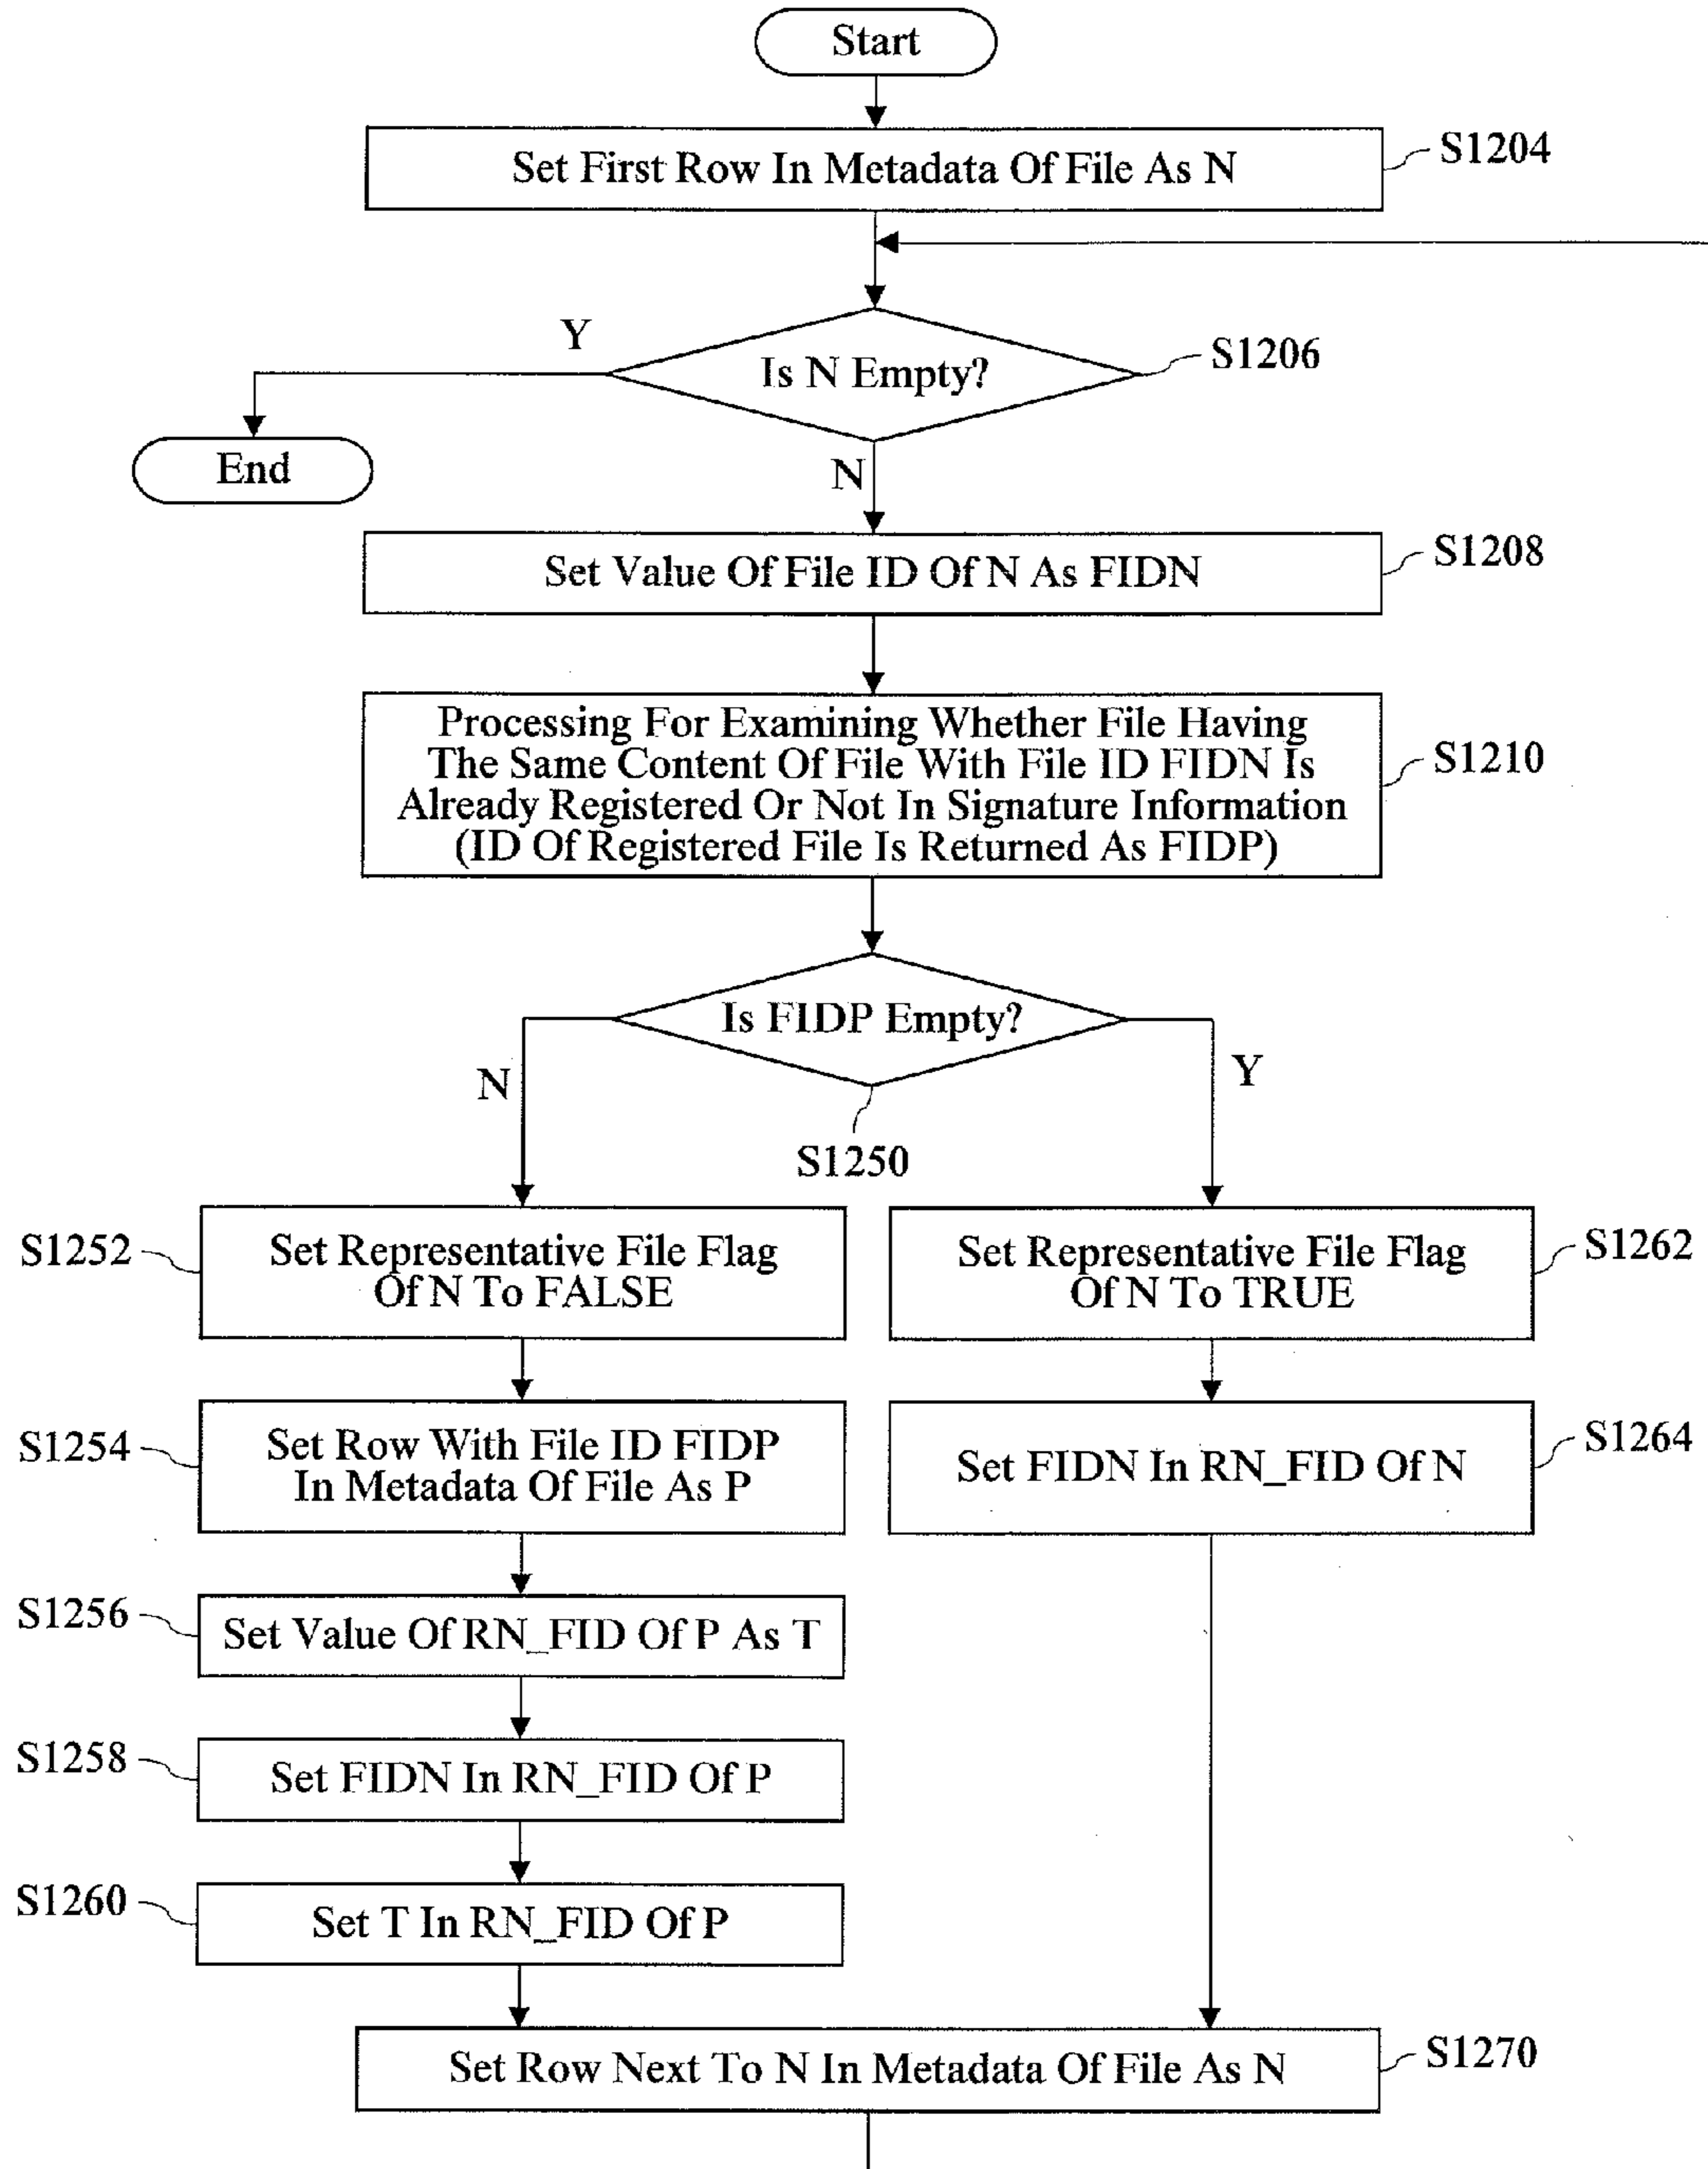 Start
Set First Row In Metadata Of File As N
S1204
Y
Is N Empty?
S1206
End
N
Set Value Of File ID Of N As FIDN
S1208
Processing For Examining Whether File Having
The Same Content Of File With File ID FIDN Is
Already Registered Or Not In Signature Information
(ID Of Registered File Is Returned As FIDP)
S1210
Is FIDP Empty?
N
Y
S1250
S1252
Set Representative File Flag
Of N To FALSE
Set Representative File Flag
Of N To TRUE
S1262
S1254
Set Row With File ID FIDP
In Metadata Of File As P
Set FIDN In RN_FID Of N
S1264
S1256
Set Value Of RN_FID Of P As T
S1258
Set FIDN In RN_FID Of P
S1260
Set T In RN_FID Of P
Set Row Next To N In Metadata Of File As N
S1270